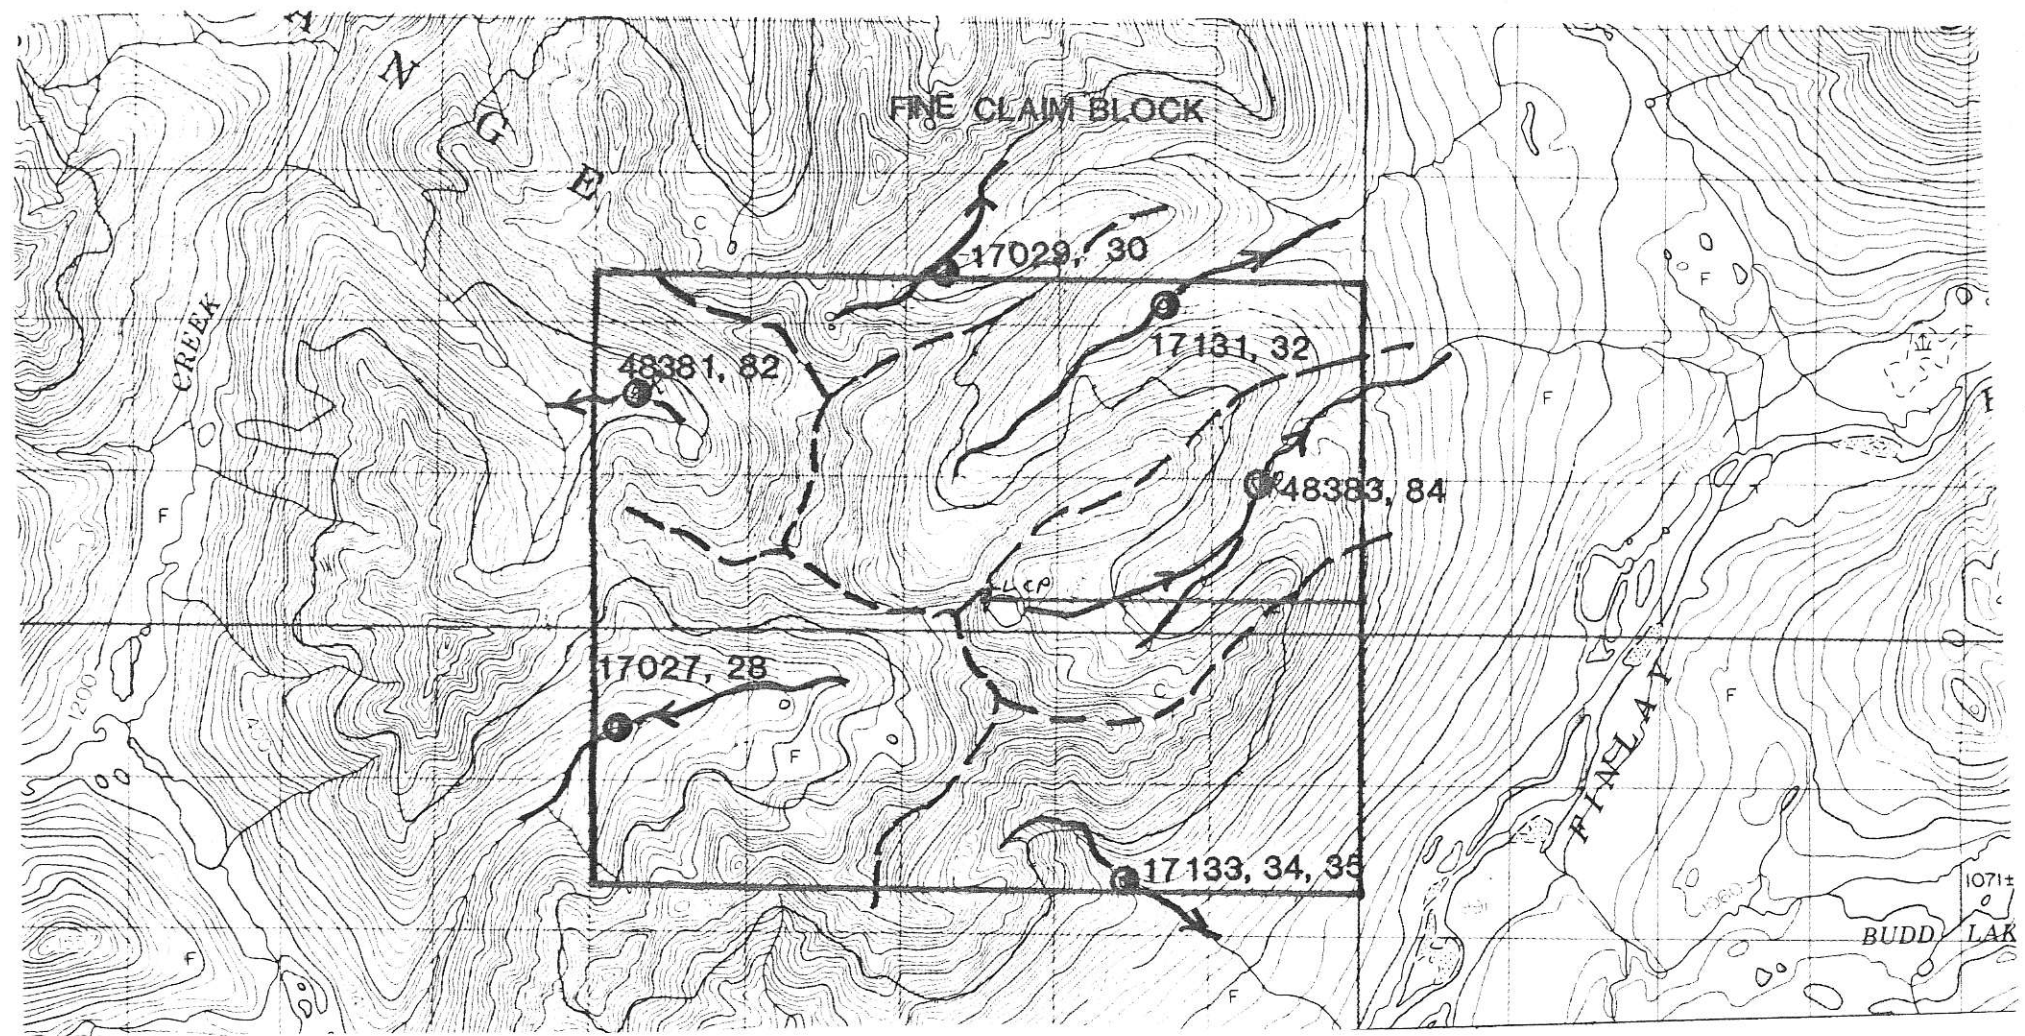 ANGE
FINE CLAIM BLOCK
C
17029, 30
F
CREEK
17131, 32
48381, 82
F
48383, 84
F
LCP
17027, 28
C
1200
F
F
FINLAY
17133, 34, 35
1071±
BUDD LAK
F
F